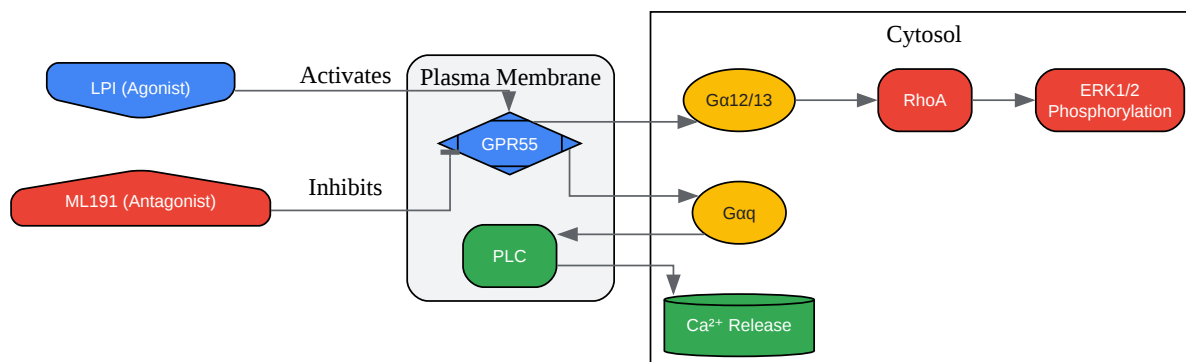 Cytosol
LPI (Agonist)
Activates
Plasma Membrane
Gα12/13
RhoA
ERK1/2
Phosphorylation
GPR55
ML191 (Antagonist)
Inhibits
Gαq
PLC
Ca²⁺ Release